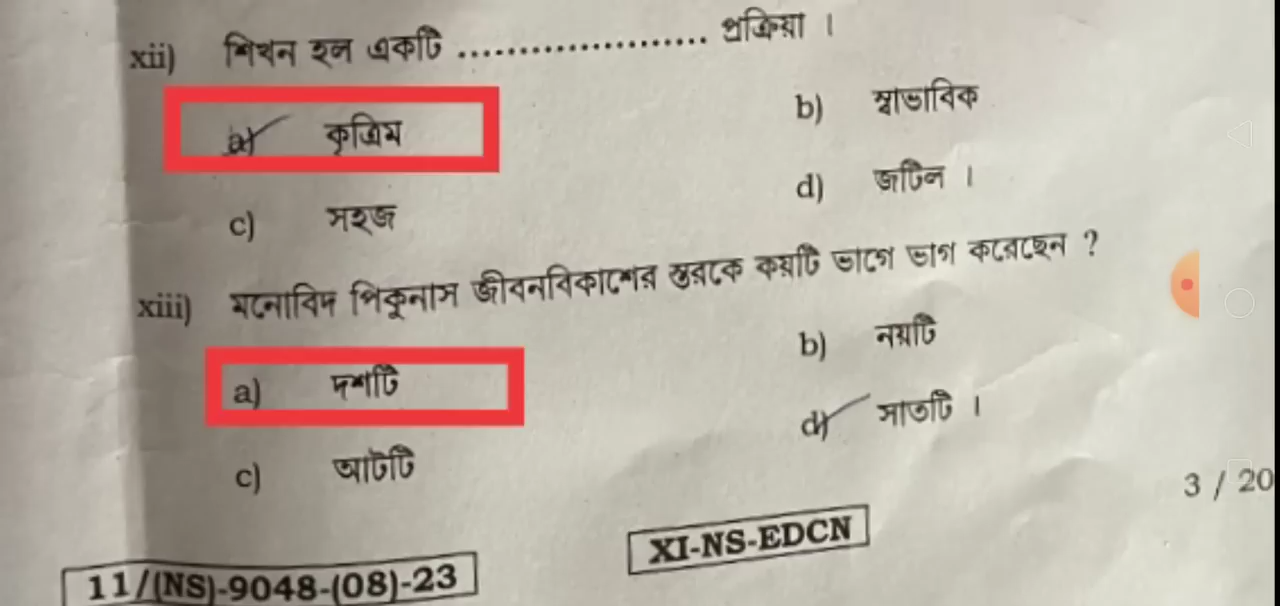 xii) শিখন হল একটি ..................... প্রক্রিয়া ।
a) কৃত্রিম
b) স্বাভাবিক
c) সহজ
d) জটিল ।
xiii) মনোবিদ পিকুনাস জীবনবিকাশের স্তরকে কয়টি ভাগে ভাগ করেছেন ?
a) দশটি
b) নয়টি
c) আটটি
d) সাতটি ।
3 / 20
XI-NS-EDCN
11/(NS)-9048-(08)-23